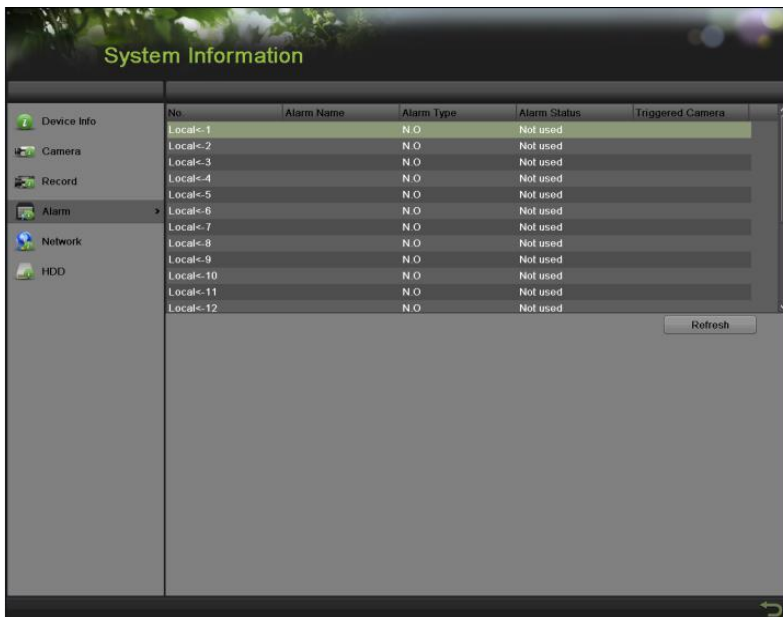 System Information
Device Info
Camera
Record
Alarm
Network
HDD
No. Alarm Name Alarm Type Alarm Status Triggered Camera
Local<-1 N.O Not used
Local<-2 N.O Not used
Local<-3 N.O Not used
Local<-4 N.O Not used
Local<-5 N.O Not used
Local<-6 N.O Not used
Local<-7 N.O Not used
Local<-8 N.O Not used
Local<-9 N.O Not used
Local<-10 N.O Not used
Local<-11 N.O Not used
Local<-12 N.O Not used
Refresh